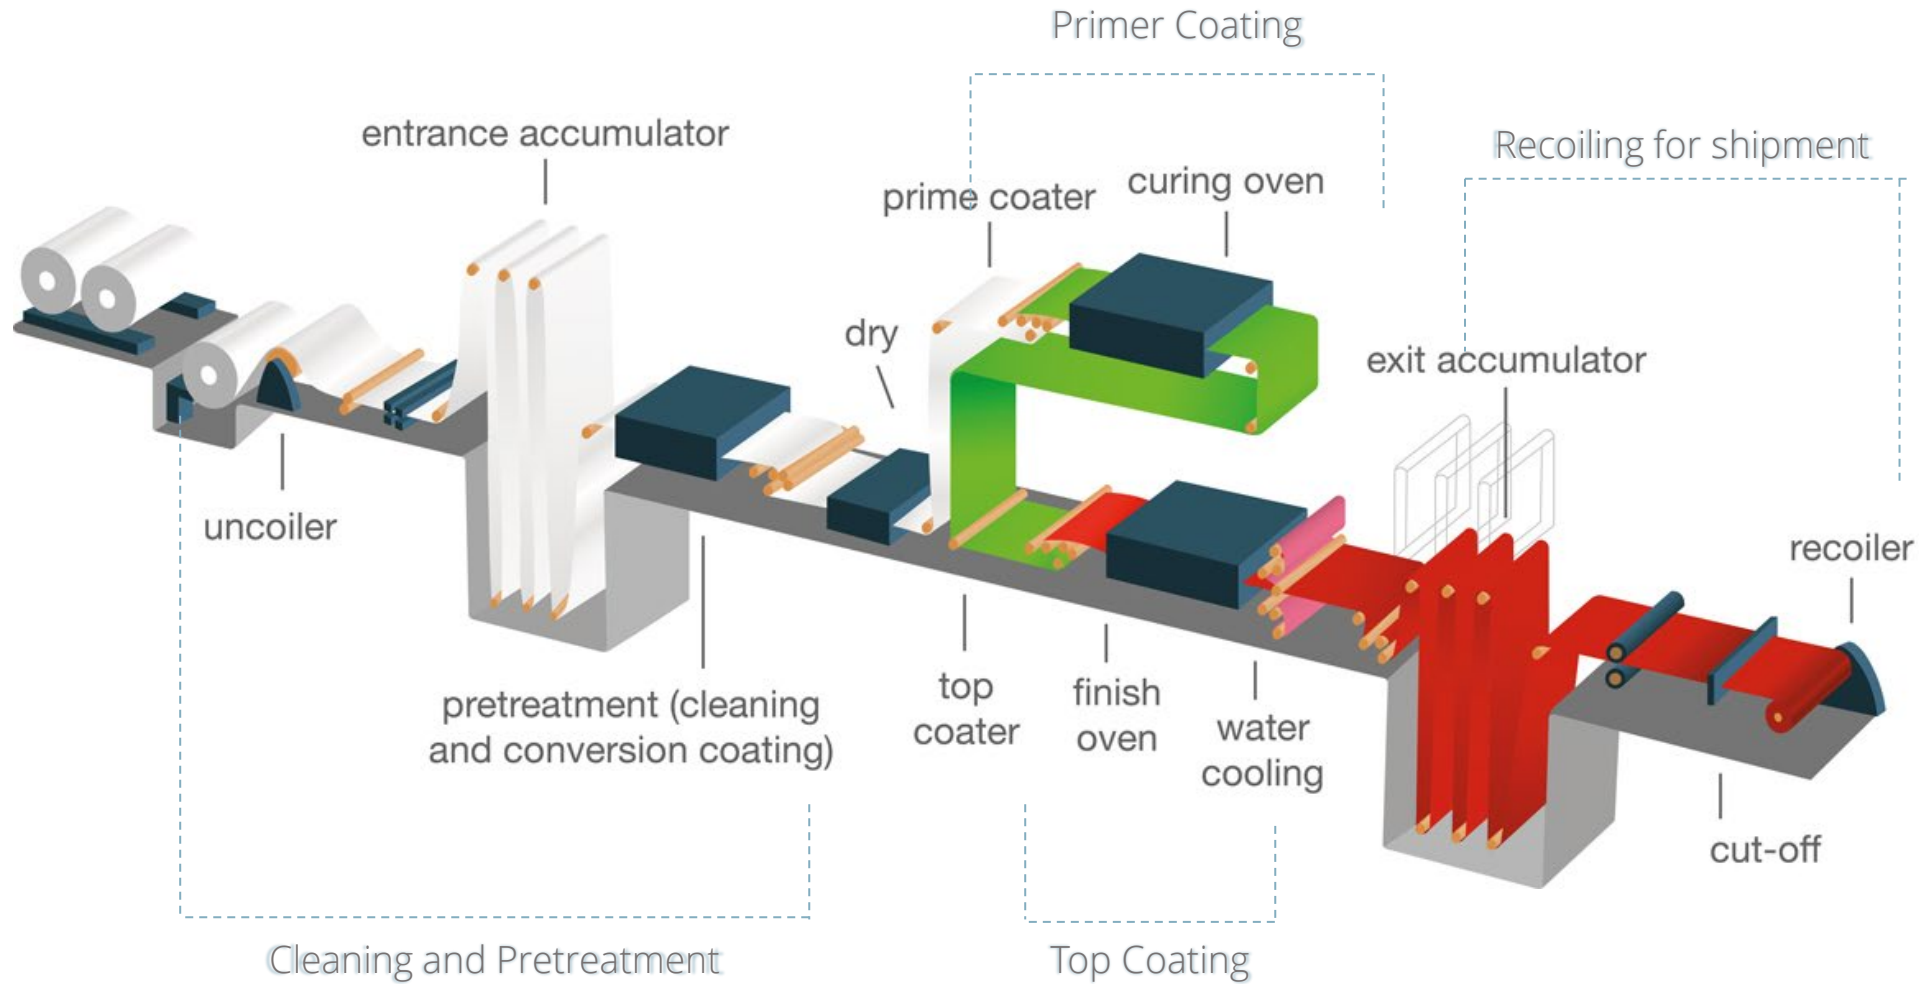 Primer Coating
entrance accumulator
Recoiling for shipment
prime coater
curing oven
dry
exit accumulator
uncoiler
recoiler
pretreatment (cleaning
and conversion coating)
top
coater
finish
oven
water
cooling
cut-off
Cleaning and Pretreatment
Top Coating